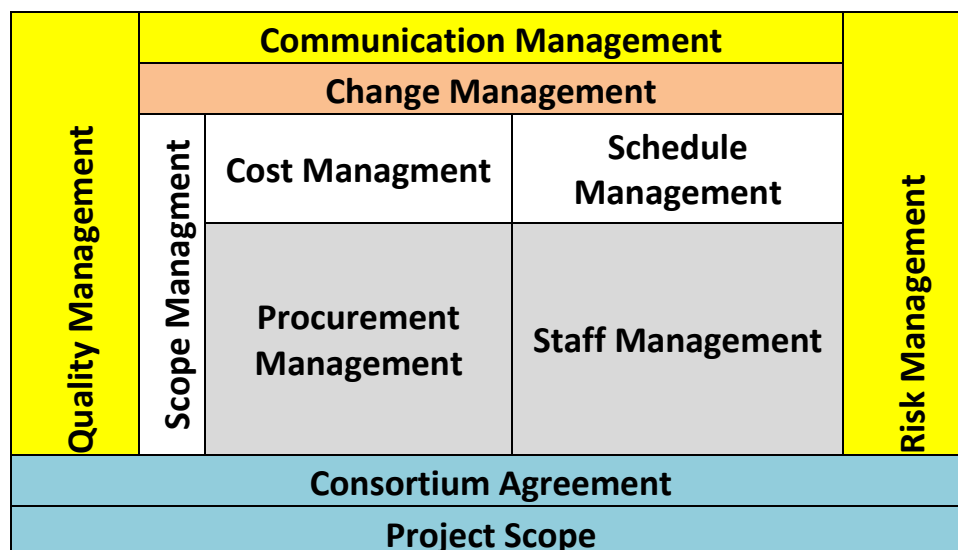 Communication Management
Change Management
Quality Management
Scope Managment
Cost Managment
Schedule
Management
Procurement
Management
Staff Management
Risk Management
Consortium Agreement
Project Scope